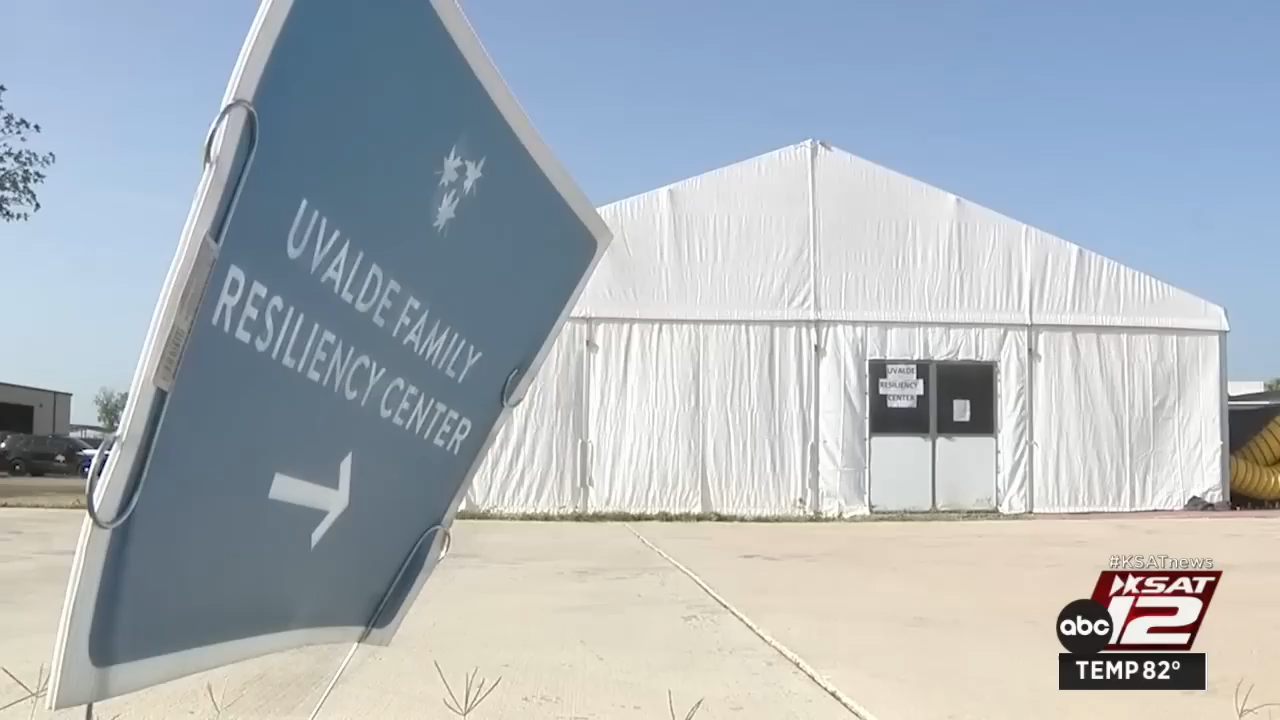 UVALDE FAMILY
RESILIENCY CENTER
UVALDE
RESILIENCY
CENTER
#KSATnews
KSAT
abc 12
TEMP 82°